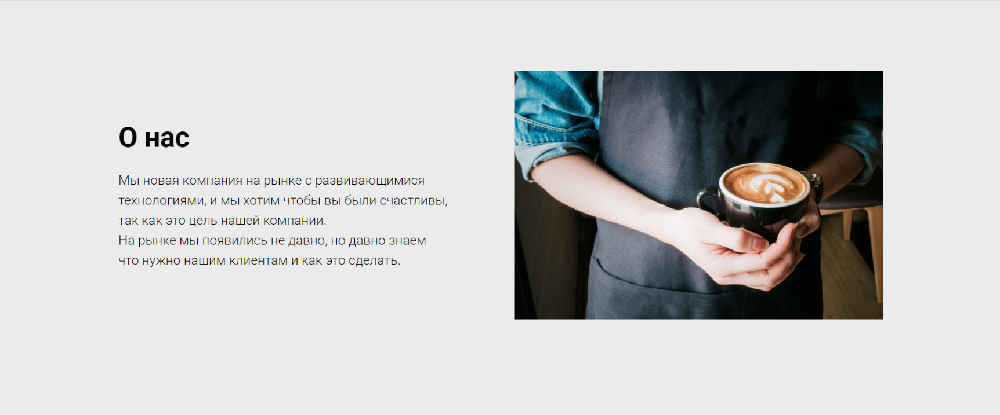 О нас
Мы новая компания на рынке с развивающимися
технологиями, и мы хотим чтобы вы были счастливы,
так как это цель нашей компании.
На рынке мы появились не давно, но давно знаем
что нужно нашим клиентам и как это сделать.